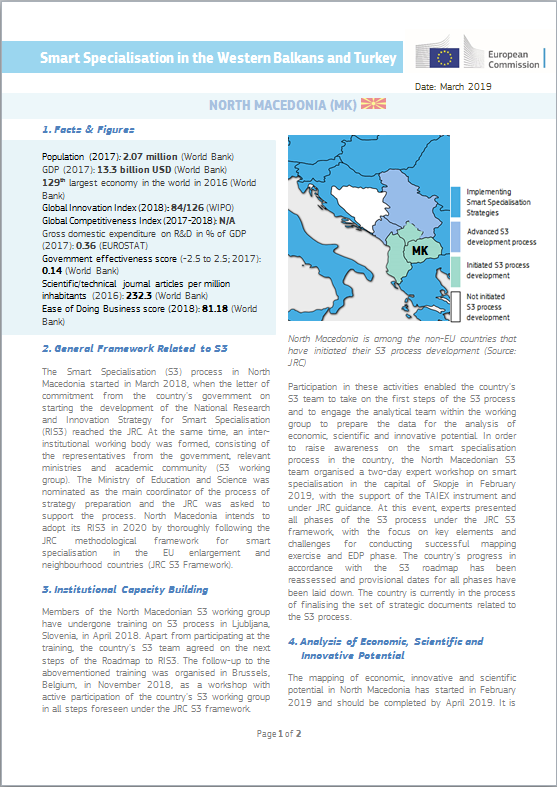 Smart Specialisation in the Western Balkans and Turkey
European
Commission
Date: March 2019
NORTH MACEDONIA (MK)
1. Facts & Figures
Population (2017): 2.07 million (World Bank)
GDP (2017): 13.3 billion USD (World Bank)
129th largest economy in the world in 2016 (World
Bank)
Global Innovation Index (2018): 84/126 (WIPO)
Global Competitiveness Index (2017-2018): N/A
Gross domestic expenditure on R&D in % of GDP
(2017): 0.36 (EUROSTAT)
Government effectiveness score (-2.5 to 2.5; 2017):
0.14 (World Bank)
Scientific/technical journal articles per million
inhabitants (2016): 232.3 (World Bank)
Ease of Doing Business score (2018): 81.18 (World
Bank)
2. General Framework Related to S3
The Smart Specialisation (S3) process in North
Macedonia started in March 2018, when the letter of
commitment from the country's government on
starting the development of the National Research
and Innovation Strategy for Smart Specialisation
(RIS3) reached the JRC. At the same time, an inter-
institutional working body was formed, consisting of
the representatives from the government, relevant
ministries and academic community (S3 working
group). The Ministry of Education and Science was
nominated as the main coordinator of the process of
strategy preparation and the JRC was asked to
support the process. North Macedonia intends to
adopt its RIS3 in 2020 by thoroughly following the
JRC methodological framework for smart
specialisation in the EU enlargement and
neighbourhood countries (JRC S3 Framework).
3. Institutional Capacity Building
Members of the North Macedonian S3 working group
have undergone training on S3 process in Ljubljana,
Slovenia, in April 2018. Apart from participating at the
training, the country's S3 team agreed on the next
steps of the Roadmap to RIS3. The follow-up to the
abovementioned training was organised in Brussels,
Belgium, in November 2018, as a workshop with
active participation of the country's S3 working group
in all steps foreseen under the JRC S3 framework.
MK
Implementing
Smart Specialisation
Strategies
Advanced S3
development process
Initiated S3 process
development
Not initiated
S3 process
development
North Macedonia is among the non-EU countries that
have initiated their S3 process development (Source:
JRC)
Participation in these activities enabled the country's
S3 team to take on the first steps of the S3 process
and to engage the analytical team within the working
group to prepare the data for the analysis of
economic, scientific and innovative potential. In order
to raise awareness on the smart specialisation
process in the country, the North Macedonian S3
team organised a two-day expert workshop on smart
specialisation in the capital of Skopje in February
2019, with the support of the TAIEX instrument and
under JRC guidance. At this event, experts presented
all phases of the S3 process under the JRC S3
framework, with the focus on key elements and
challenges for conducting successful mapping
exercise and EDP phase. The country's progress in
accordance with the S3 roadmap has been
reassessed and provisional dates for all phases have
been laid down. The country is currently in the process
of finalising the set of strategic documents related to
the S3 process.
4. Analysis of Economic, Scientific and
Innovative Potential
The mapping of economic, innovative and scientific
potential in North Macedonia has started in February
2019 and should be completed by April 2019. It is
Page 1 of 2